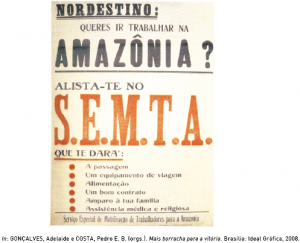 NORDESTINO:
QUERES IR TRABALHAR NA
AMAZÔNIA?
ALISTA-TE NO
S.E.M.T.A.
QUE TE DARA':
A passagem
Um equipamento de viagem
Alimentação
Um bom contrato
Amparo à tua família
Assistência médica e religiosa
Serviço Especial de Mobilização de Trabalhadores para a Amazônia
In: GONÇALVES, Adelaide e COSTA, Pedro E. B. (orgs.). Mais borracha para a vitória. Brasília: Ideal Gráfica, 2008.